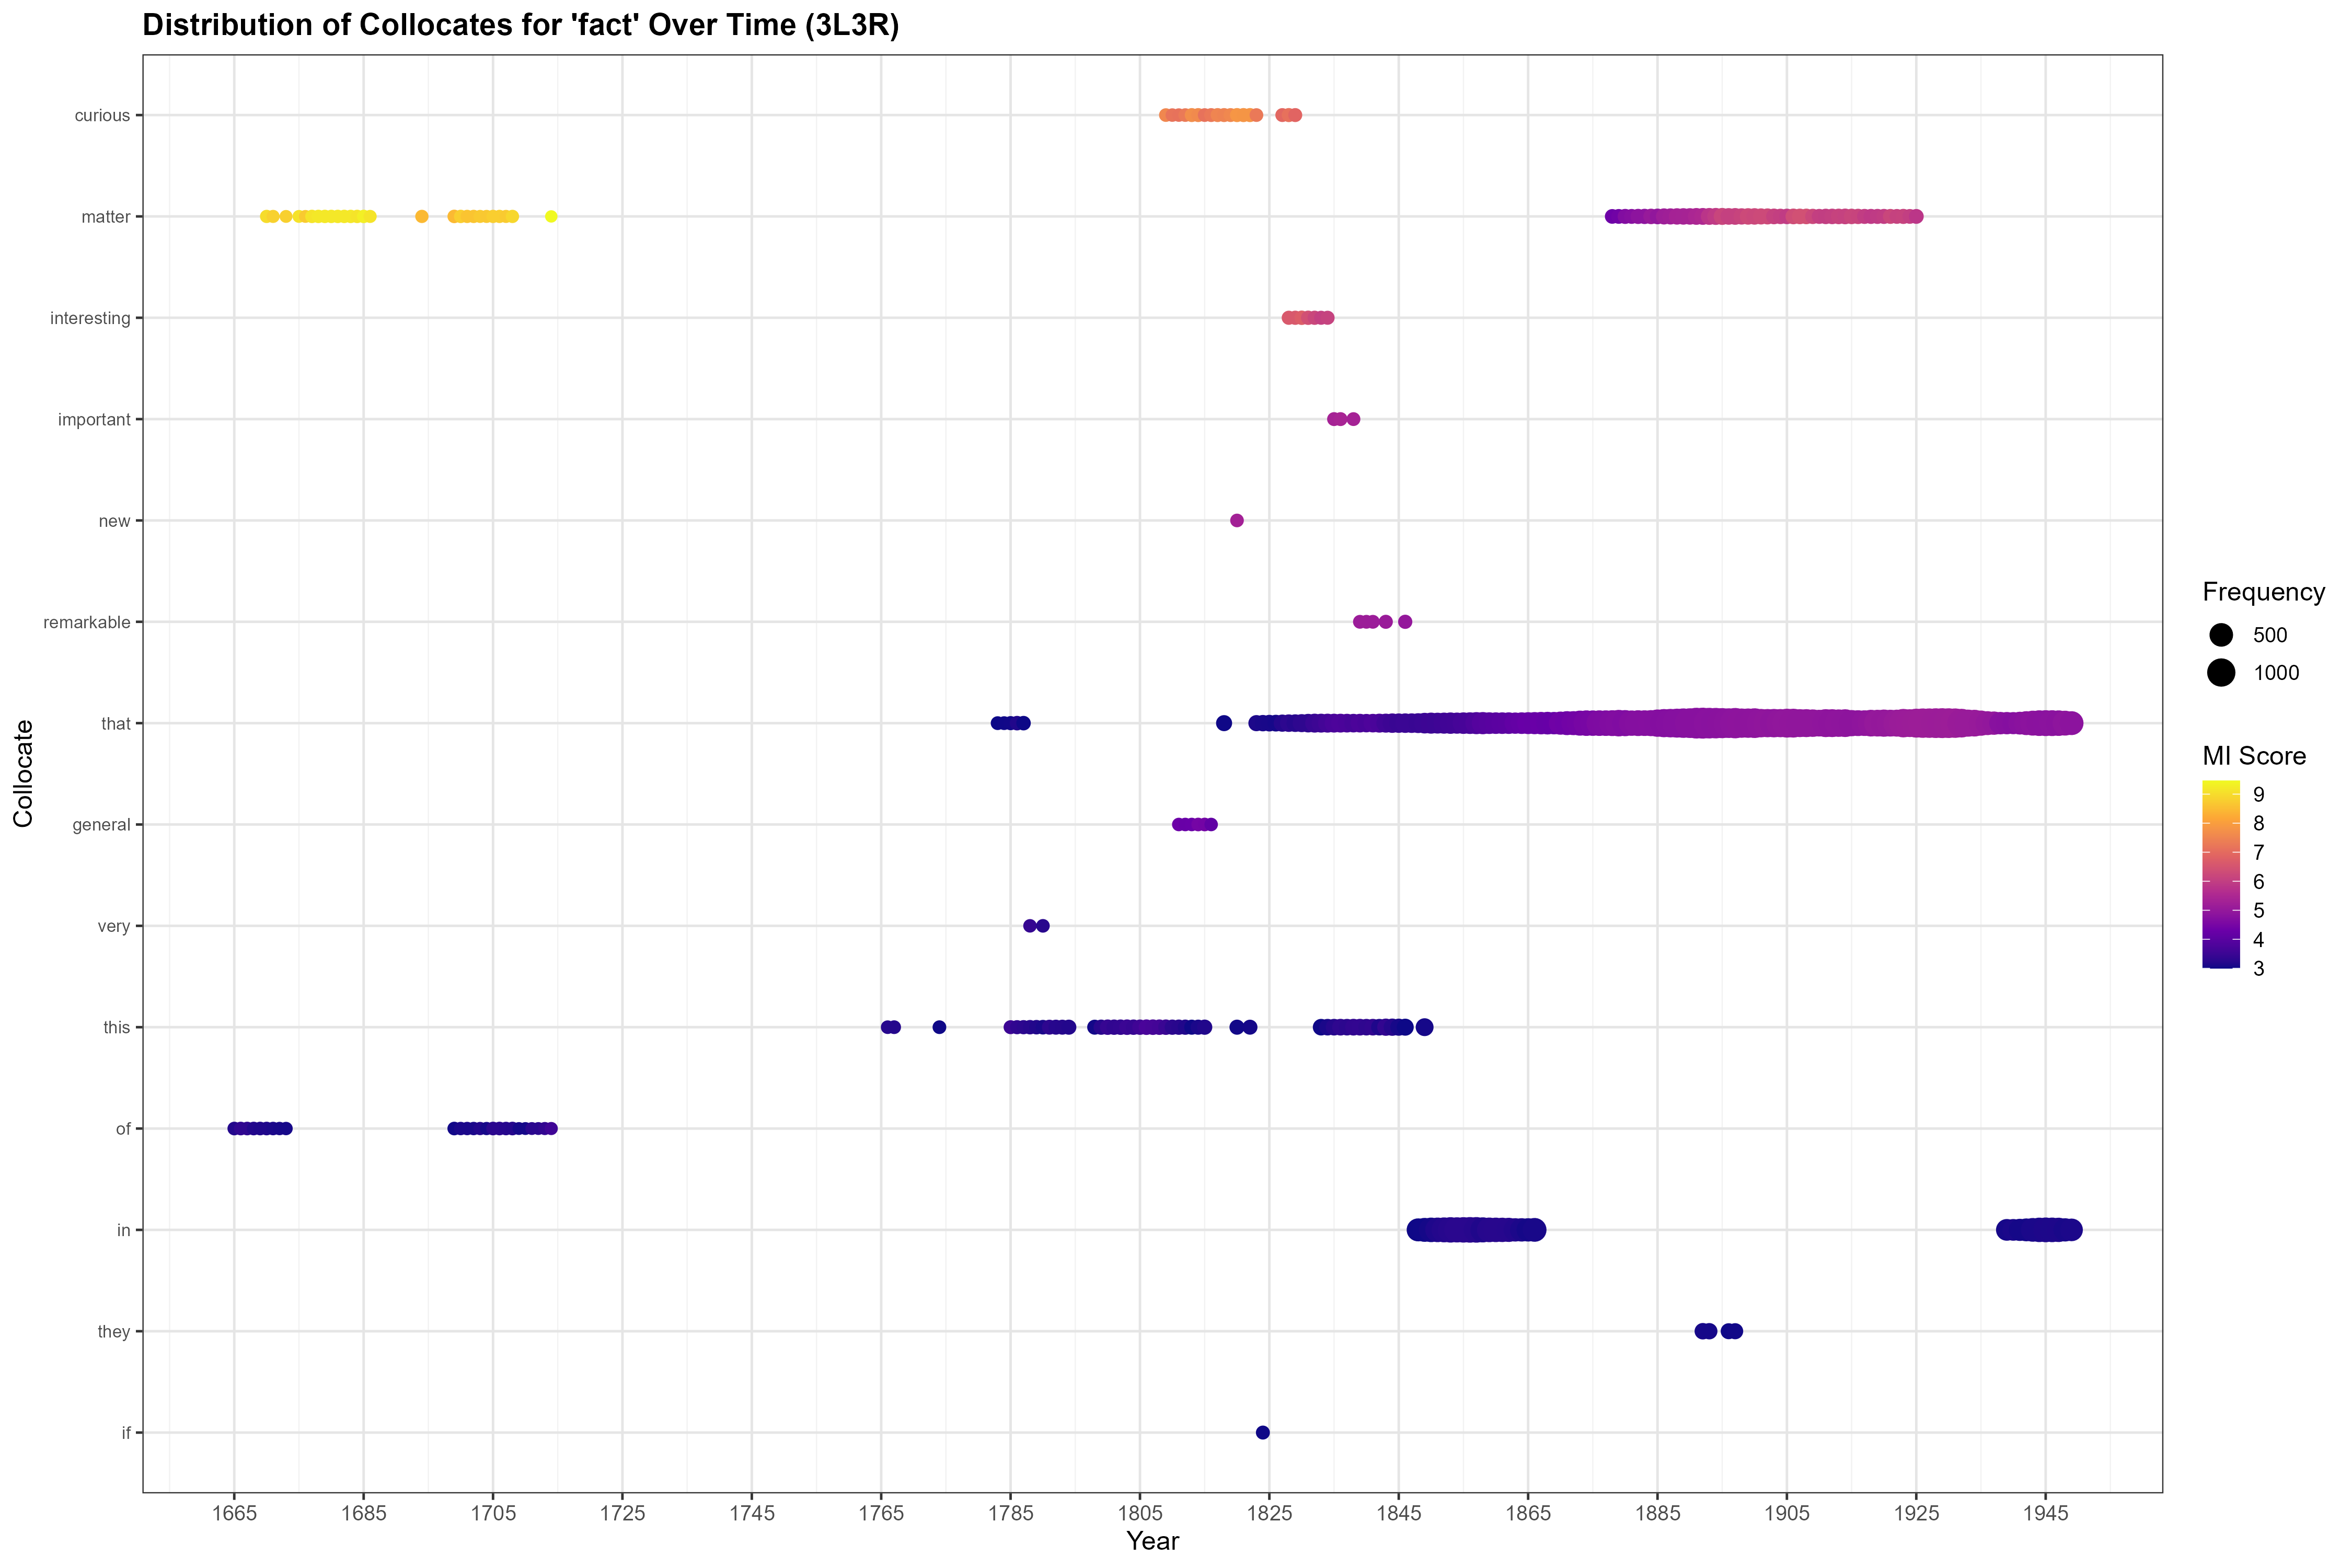 Distribution of Collocates for 'fact' Over Time (3L3R)
curious
matter
interesting
important
new
remarkable
that
general
very
this
of
in
they
if
Collocate
1665 1685 1705 1725 1745 1765 1785 1805 1825 1845 1865 1885 1905 1925 1945
Year
Frequency
500
1000
MI Score
9
8
7
6
5
4
3